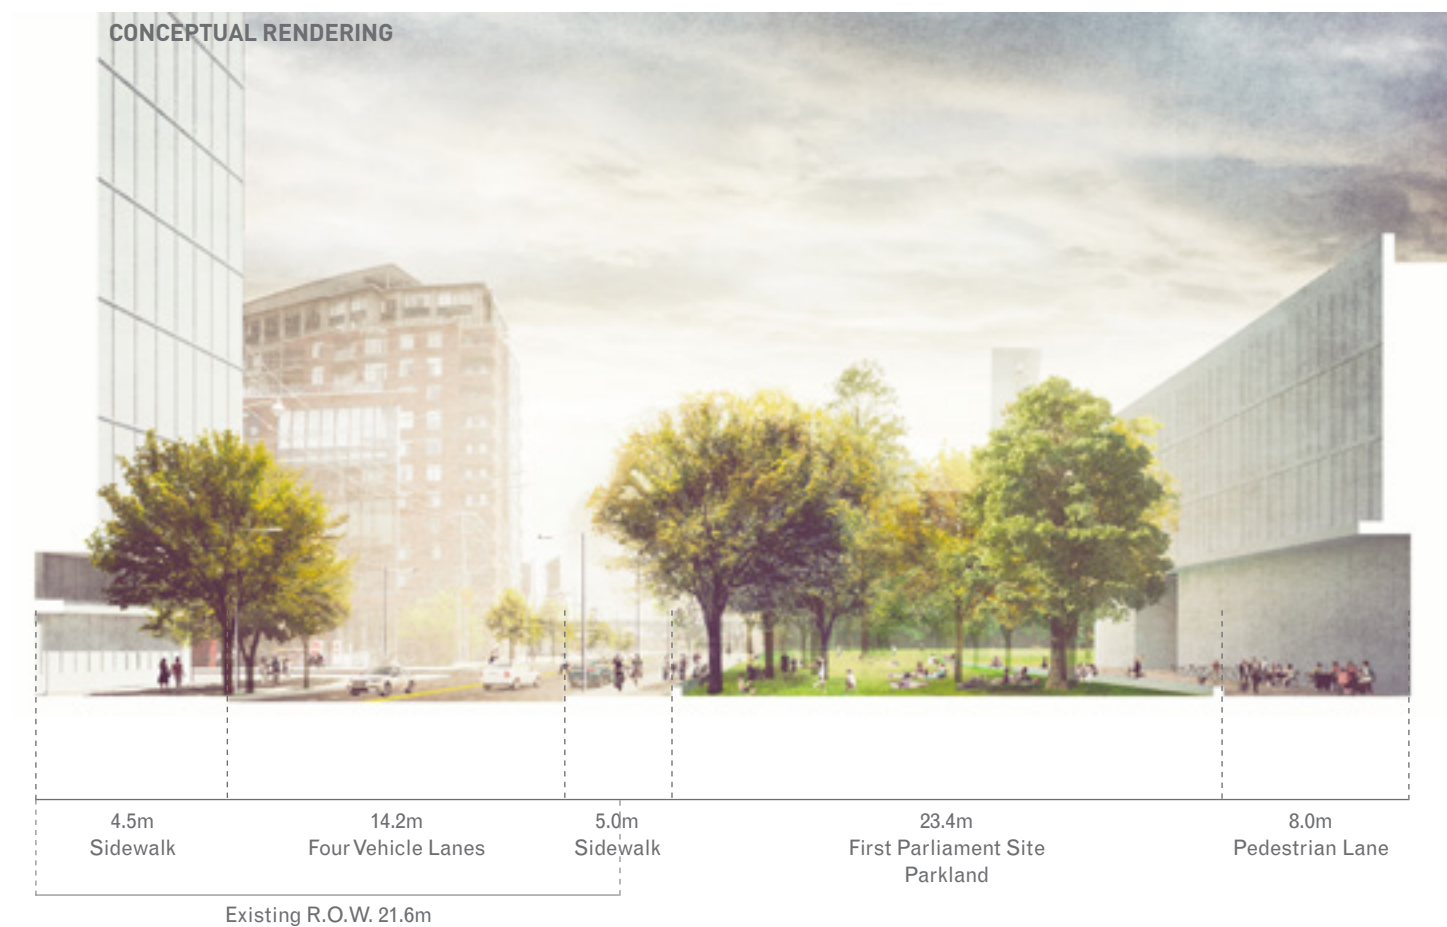 CONCEPTUAL RENDERING
4.5m
Sidewalk
14.2m
Four Vehicle Lanes
5.0m
Sidewalk
23.4m
First Parliament Site
Parkland
8.0m
Pedestrian Lane
Existing R.O.W. 21.6m